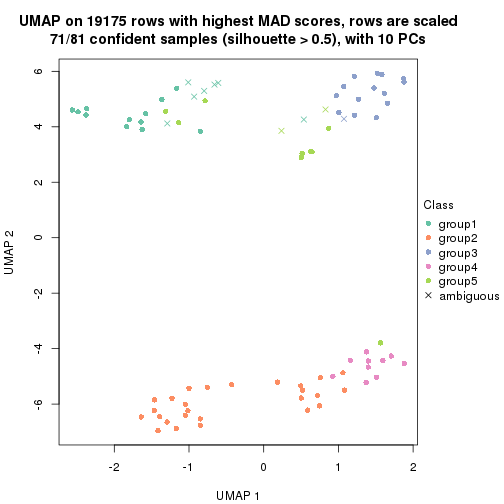 UMAP on 19175 rows with highest MAD scores, rows are scaled
71/81 confident samples (silhouette > 0.5), with 10 PCs
6
4
2
0
-2
-4
-6
UMAP 2
-2
-1
0
1
2
UMAP 1
Class
group1
group2
group3
group4
group5
ambiguous